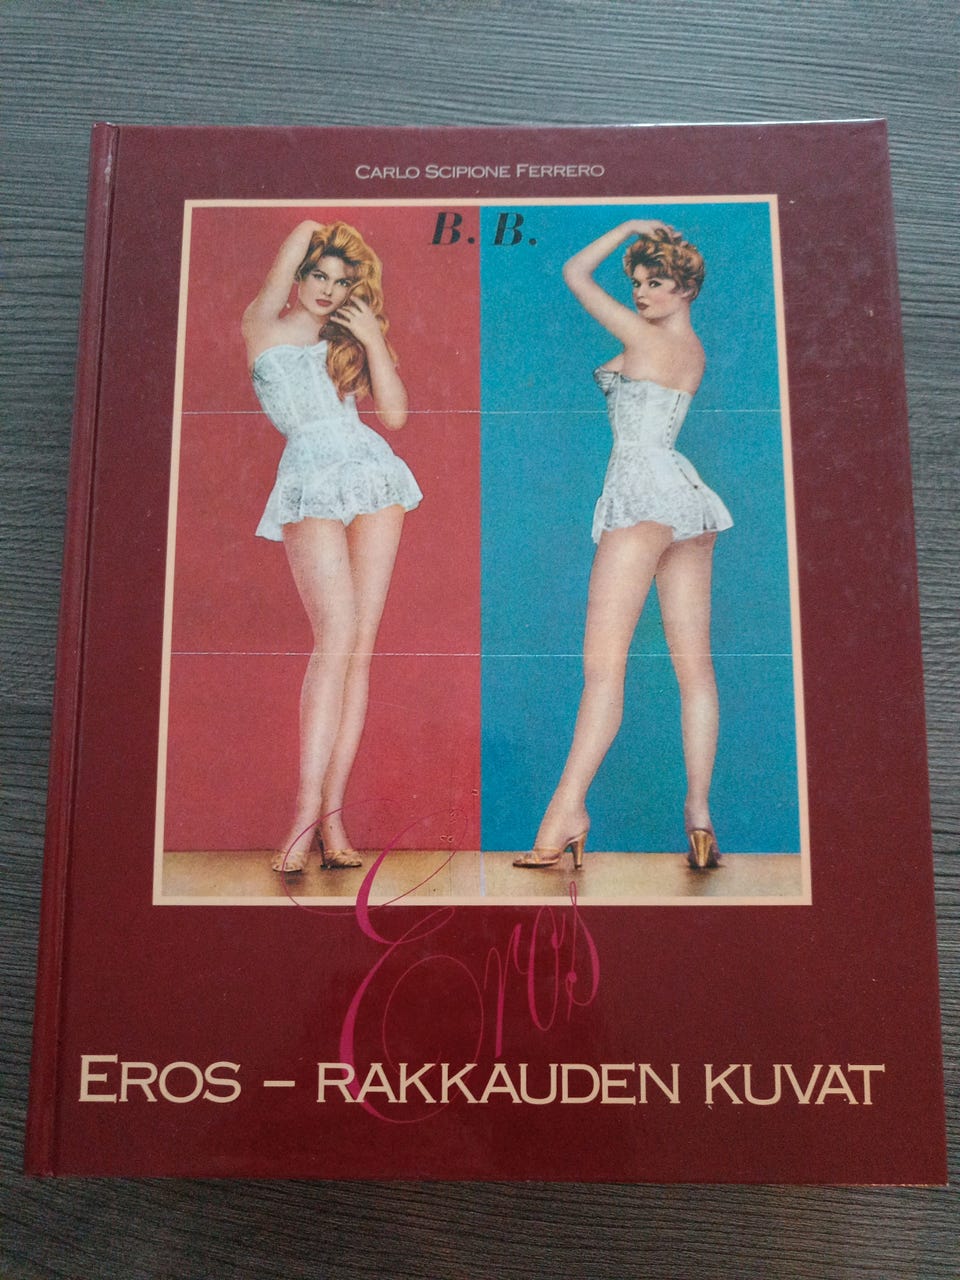 CARLO SCIPIONE FERRERO
B. B.
Eros
EROS – RAKKAUDEN KUVAT